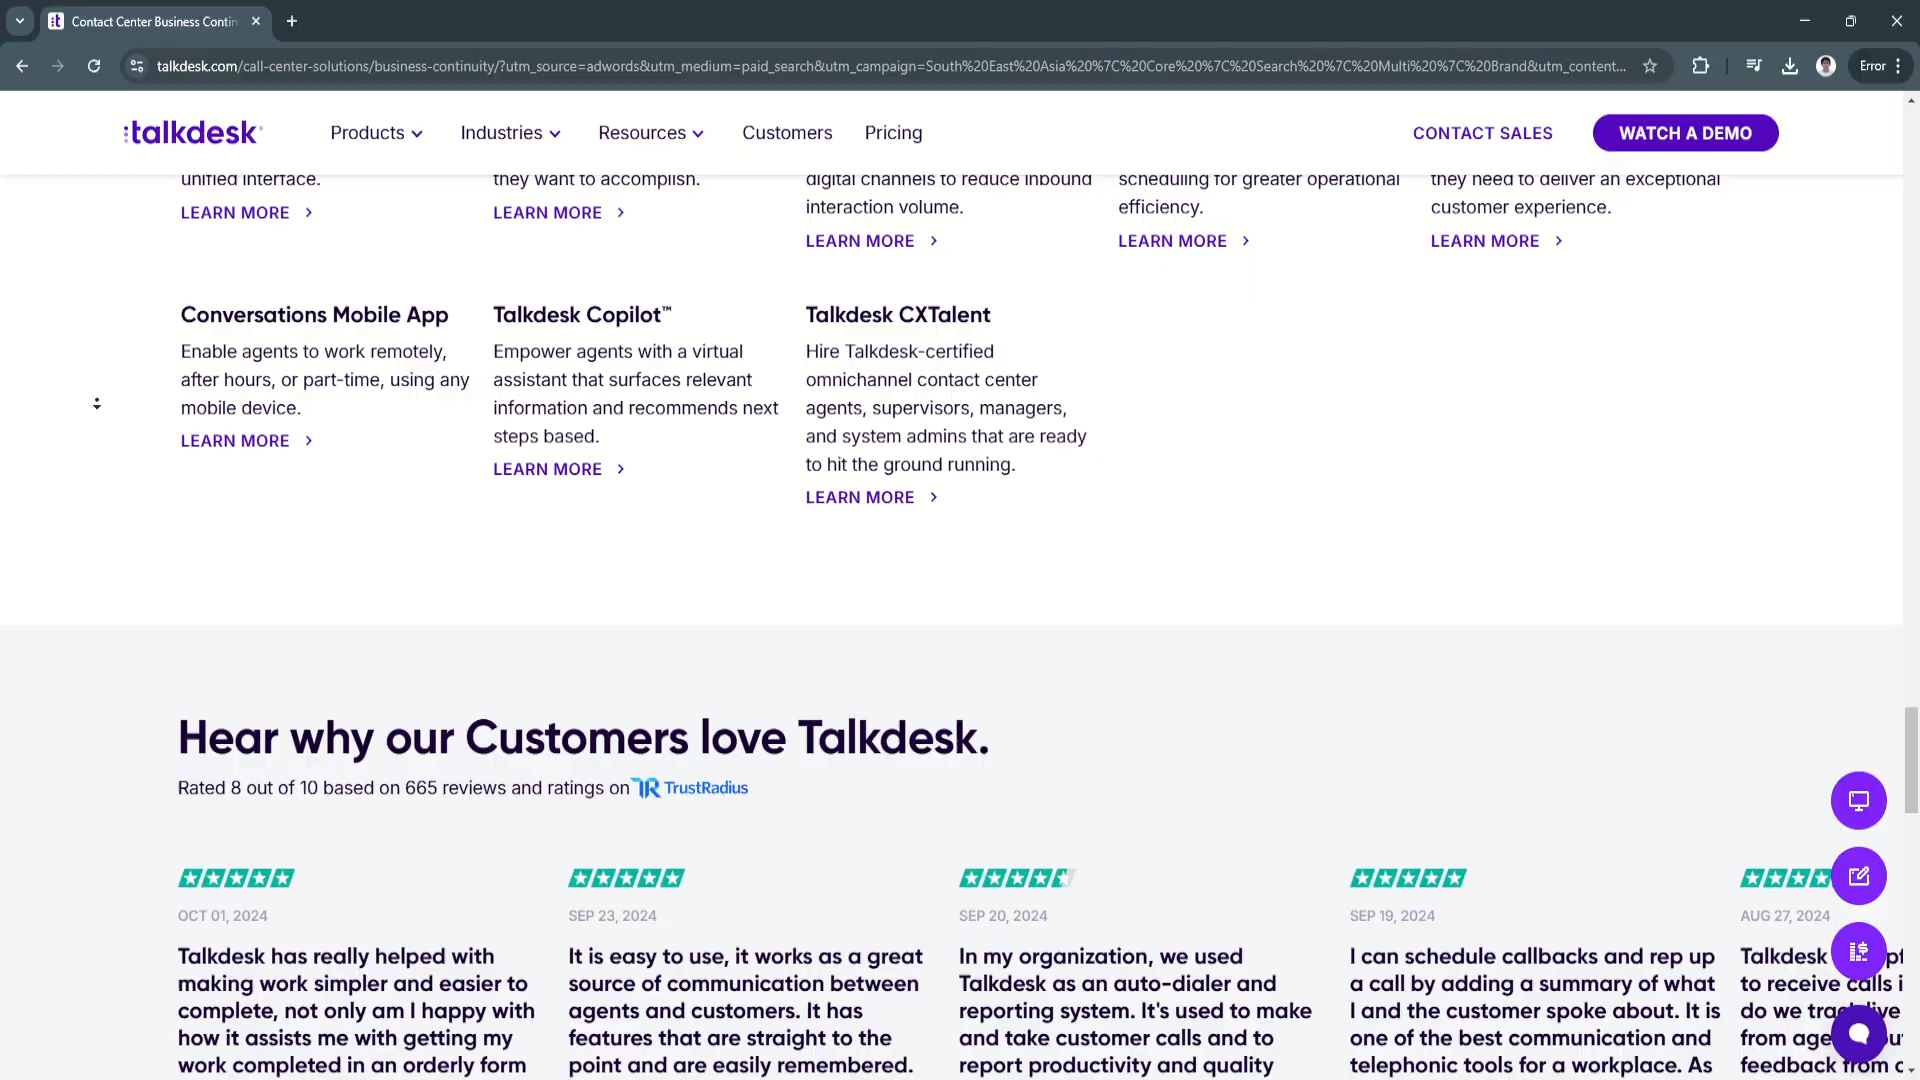 Contact Center Business Contin
talkdesk.com/call-center-solutions/business-continuity/?utm_source=adwords&utm_medium=paid_search&utm_campaign=South%20East%20Asia%20%7C%20Core%20%7C%20Search%20%7C%20Multi%20%7C%20Brand&utm_content...
Error
:talkdesk
Products
Industries
Resources
Customers
Pricing
CONTACT SALES
WATCH A DEMO
unified interface.
LEARN MORE
they want to accomplish.
LEARN MORE
digital channels to reduce inbound
interaction volume.
LEARN MORE
scheduling for greater operational
efficiency.
LEARN MORE
they need to deliver an exceptional
customer experience.
LEARN MORE
Conversations Mobile App
Enable agents to work remotely,
after hours, or part-time, using any
mobile device.
LEARN MORE
Talkdesk Copilot™
Empower agents with a virtual
assistant that surfaces relevant
information and recommends next
steps based.
LEARN MORE
Talkdesk CXTalent
Hire Talkdesk-certified
omnichannel contact center
agents, supervisors, managers,
and system admins that are ready
to hit the ground running.
LEARN MORE
Hear why our Customers love Talkdesk.
Rated 8 out of 10 based on 665 reviews and ratings on TrustRadius
OCT 01, 2024
Talkdesk has really helped with
making work simpler and easier to
complete, not only am I happy with
how it assists me with getting my
work completed in an orderly form
SEP 23, 2024
It is easy to use, it works as a great
source of communication between
agents and customers. It has
features that are straight to the
point and are easily remembered.
SEP 20, 2024
In my organization, we used
Talkdesk as an auto-dialer and
reporting system. It's used to make
and take customer calls and to
report productivity and quality
SEP 19, 2024
I can schedule callbacks and rep up
a call by adding a summary of what
I and the customer spoke about. It is
one of the best communication and
telephonic tools for a workplace. As
AUG 27, 2024
Talkdesk
to receive calls i
do we
from
feedback from